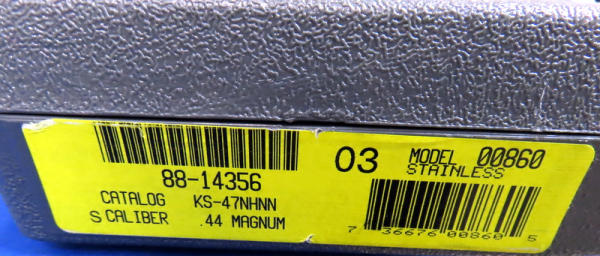 88-14356
CATALOG KS-47NHNN
S CALIBER .44 MAGNUM
03
MODEL 00860
STAINLESS
7 36676 00860 5